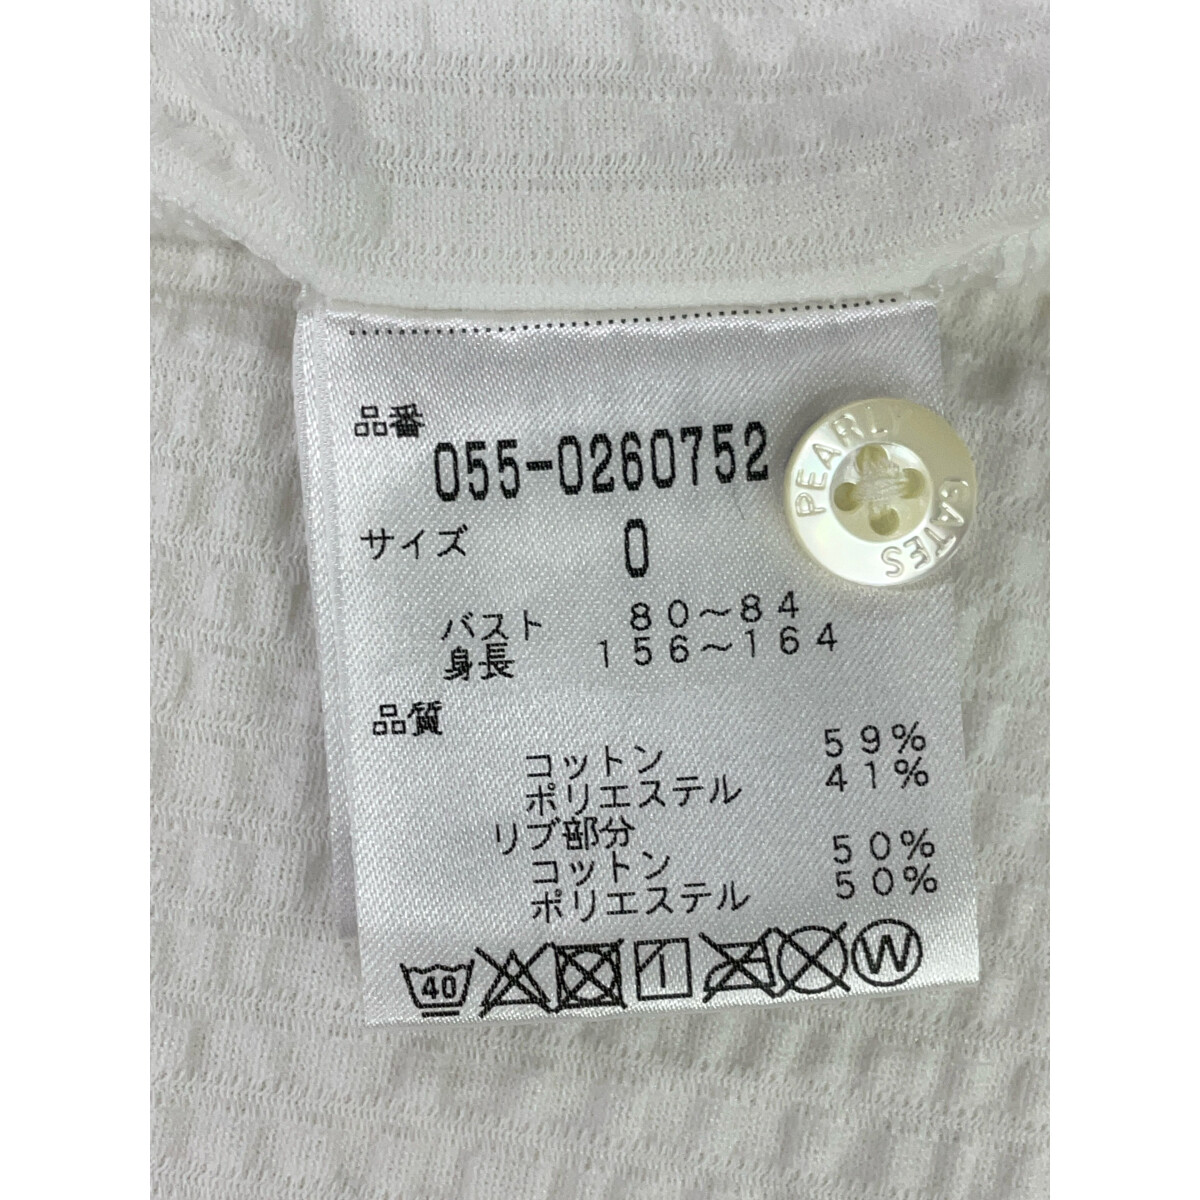 品番
055-0260752
サイズ 0
バスト 80～84
身長 156～164
品質
コットン 59%
ポリエステル 41%
リブ部分
コットン 50%
ポリエステル 50%
40
W
PEARLY GATES